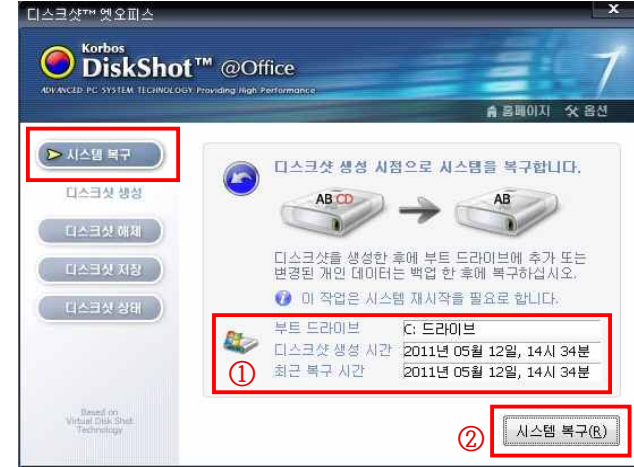 디스크샷™ 엣오피스
x
Korbos
DiskShot™ @Office
ADVANCED PC SYSTEM TECHNOLOGY Providing High Performance
홈페이지 옵션
시스템 복구
디스크샷 생성
디스크샷 해제
디스크샷 저장
디스크샷 상태
Based on
Virtual Disk Shot
Technology
디스크샷 생성 시점으로 시스템을 복구합니다.
AB CD
AB
디스크샷를 생성한 후에 부트 드라이브에 추가 또는
변경된 개인 데이터는 백업 한 후에 복구하십시오.
이 작업은 시스템 재시작을 필요로 합니다.
부트 드라이브 C: 드라이브
디스크샷 생성 시간 2011년 05월 12일, 14시 34분
① 최근 복구 시간 2011년 05월 12일, 14시 34분
② 시스템 복구(R)